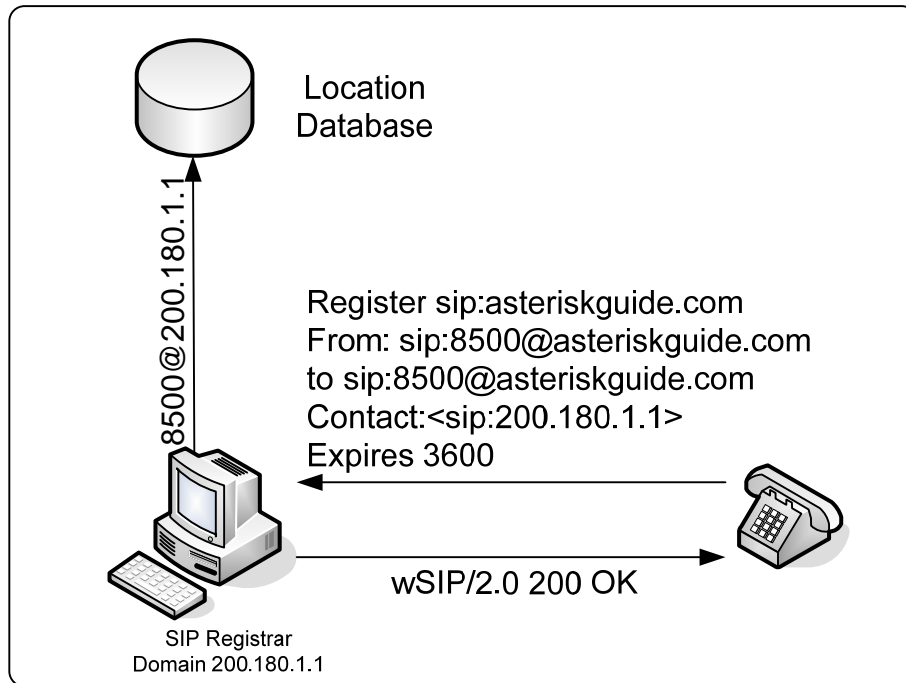 Location
Database
8500@200.180.1.1
Register sip:asteriskguide.com
From: sip:8500@asteriskguide.com
to sip:8500@asteriskguide.com
Contact:<sip:200.180.1.1>
Expires 3600
wSIP/2.0 200 OK
SIP Registrar
Domain 200.180.1.1